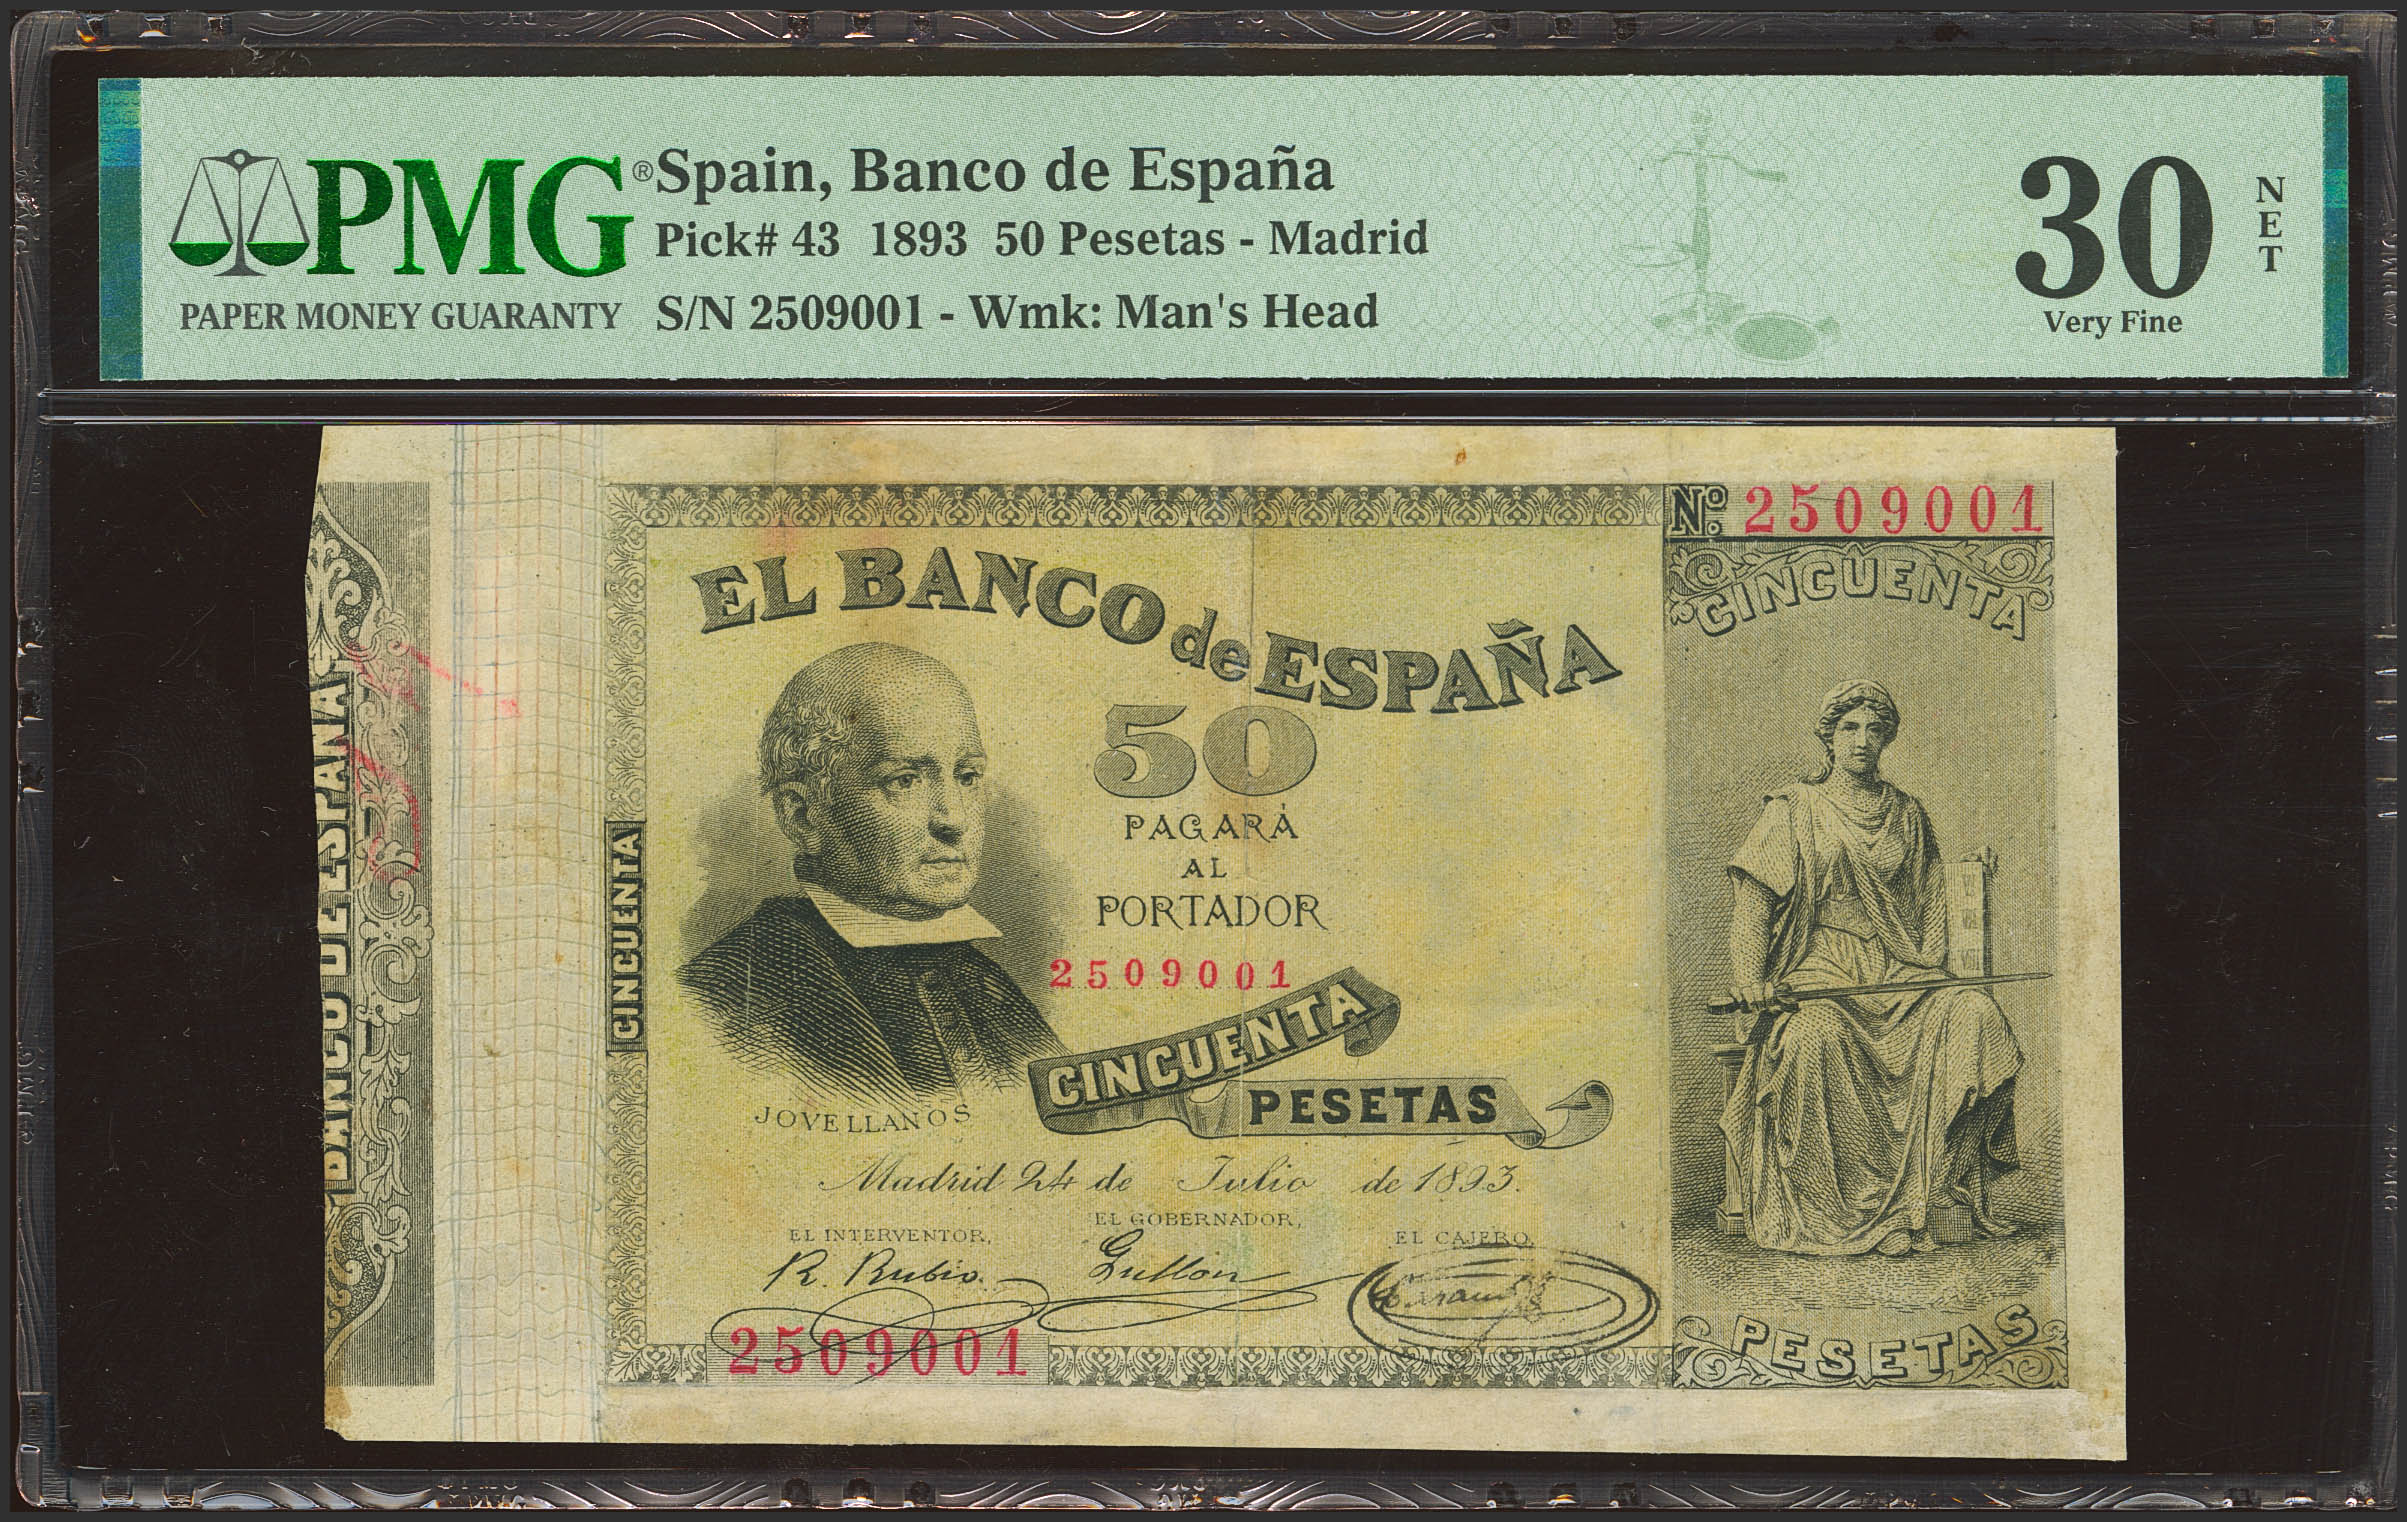 PMG®
PAPER MONEY GUARANTY
Spain, Banco de España
Pick# 43 1893 50 Pesetas - Madrid
S/N 2509001 - Wmk: Man's Head
30
NET
Very Fine
BANCO DE ESPAÑA
CINCUENTA
EL BANCO de ESPAÑA
50
PAGARÁ
AL
PORTADOR
2509001
CINCUENTA
PESETAS
JOVELLANOS
Madrid 24 de Julio de 1893.
EL INTERVENTOR,
EL GOBERNADOR,
EL CAJERO,
R. Rubio.
Gullon
2509001
Nº 2509001
CINCUENTA
PESETAS